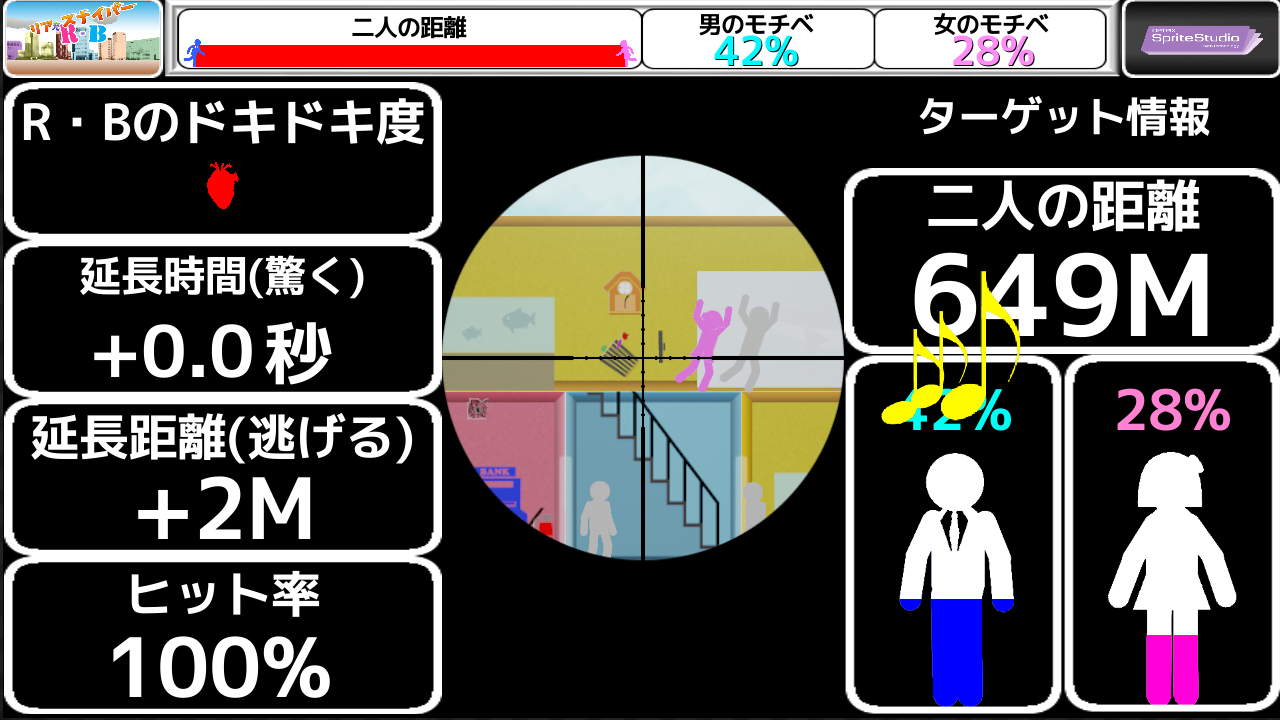 リア充スナイパー
R・B
二人の距離
男のモチベ
42%
女のモチベ
28%
OPTPiX
SpriteStudio
R・Bのドキドキ度
延長時間(驚く)
+0.0秒
延長距離(逃げる)
+2M
ヒット率
100%
BANK
ターゲット情報
二人の距離
649M
42%
28%